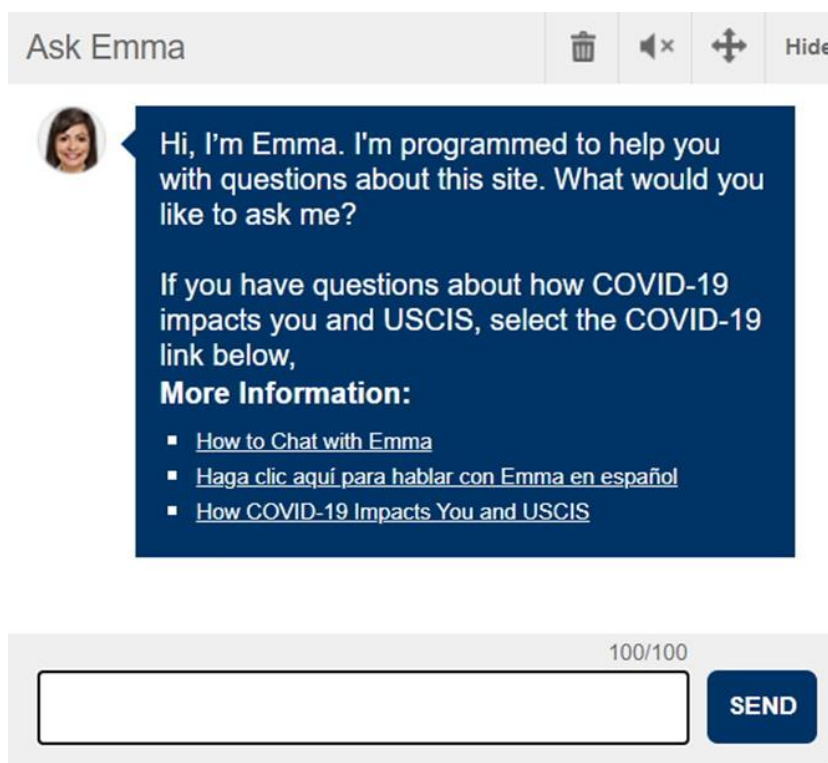 Ask Emma
Hide
Hi, I'm Emma. I'm programmed to help you
with questions about this site. What would you
like to ask me?
If you have questions about how COVID-19
impacts you and USCIS, select the COVID-19
link below,
More Information:
How to Chat with Emma
Haga clic aquí para hablar con Emma en español
How COVID-19 Impacts You and USCIS
100/100
SEND